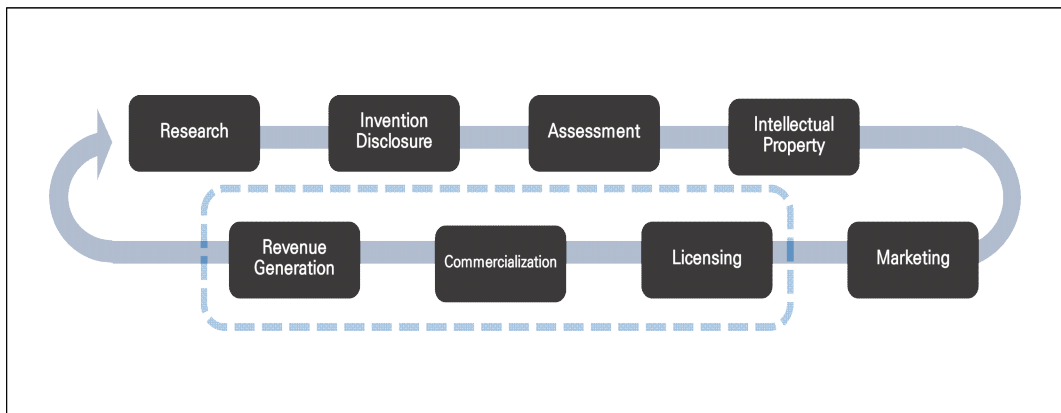 Research
Invention
Disclosure
Assessment
Intellectual
Property
Revenue
Generation
Commercialization
Licensing
Marketing